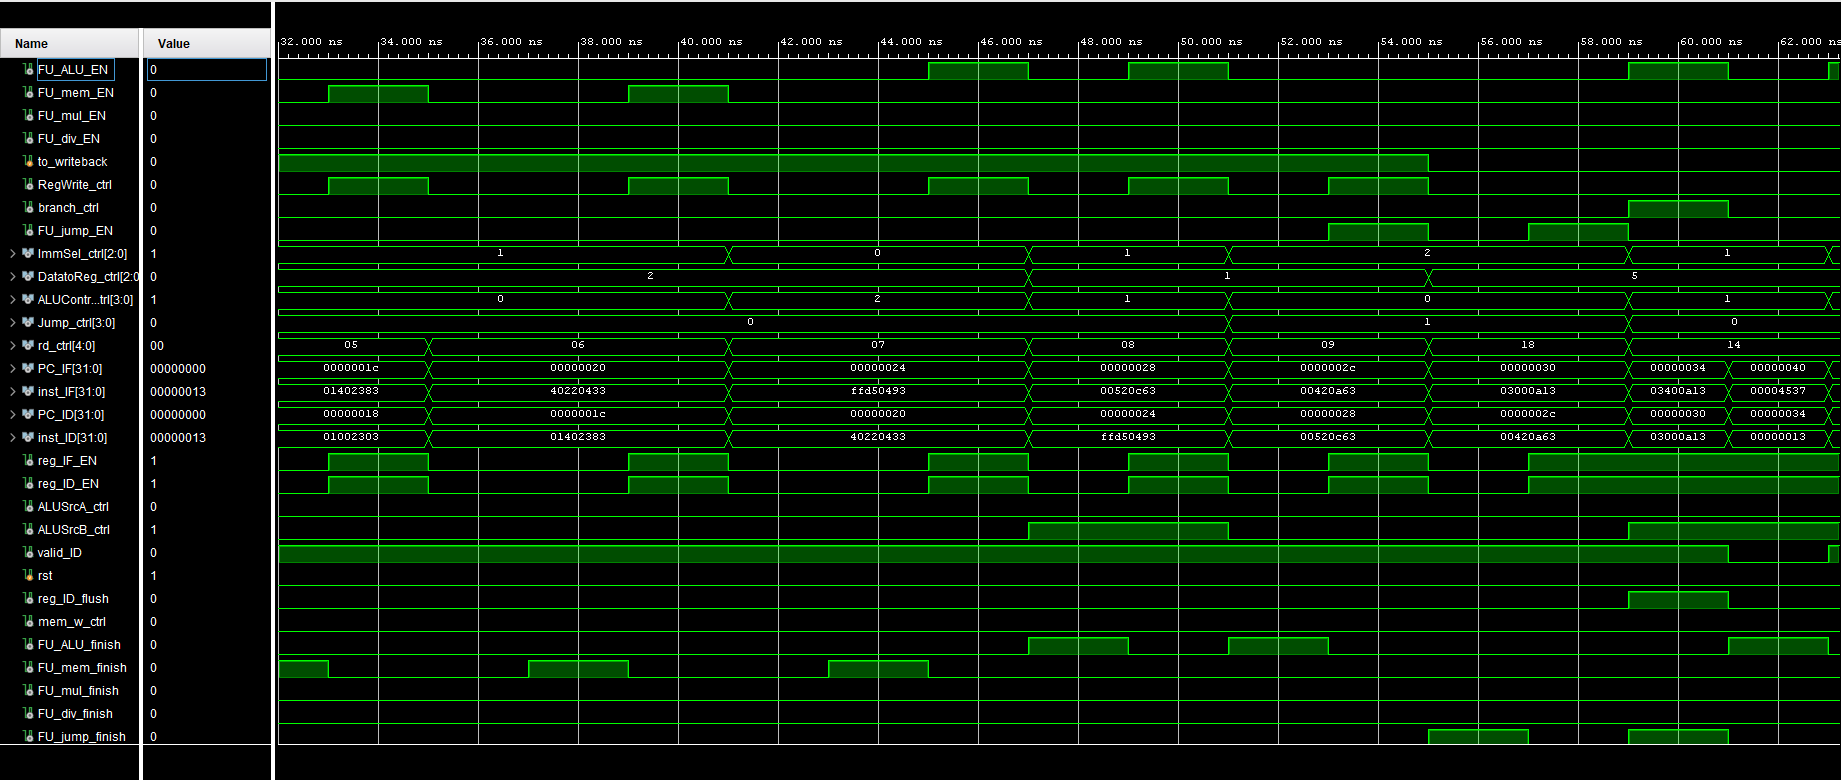 Name Value 32.000 ns 34.000 ns 36.000 ns 38.000 ns 40.000 ns 42.000 ns 44.000 ns 46.000 ns 48.000 ns 50.000 ns 52.000 ns 54.000 ns 56.000 ns 58.000 ns 60.000 ns 62.000 ns
FU_ALU_EN 0
FU_mem_EN 0
FU_mul_EN 0
FU_div_EN 0
to_writeback 0
RegWrite_ctrl 0
branch_ctrl 0
FU_jump_EN 0
ImmSel_ctrl[2:0] 1 1 0 1 2 1
DatatoReg_ctrl[2:0 0 2 1 5
ALUContr...trl[3:0] 1 0 2 1 0 1
Jump_ctrl[3:0] 0 0 1 0
rd_ctrl[4:0] 00 05 06 07 08 09 18 14
PC_IF[31:0] 00000000 0000001c 00000020 00000024 00000028 0000002c 00000030 00000034 00000040
inst_IF[31:0] 00000013 01402383 40220433 ffd50493 00520c63 00420a63 03000a13 03400a13 00004537
PC_ID[31:0] 00000000 00000018 0000001c 00000020 00000024 00000028 0000002c 00000030 00000034
inst_ID[31:0] 00000013 01002303 01402383 40220433 ffd50493 00520c63 00420a63 03000a13 00000013
reg_IF_EN 1
reg_ID_EN 1
ALUSrcA_ctrl 0
ALUSrcB_ctrl 1
valid_ID 0
rst 1
reg_ID_flush 0
mem_w_ctrl 0
FU_ALU_finish 0
FU_mem_finish 0
FU_mul_finish 0
FU_div_finish 0
FU_jump_finish 0